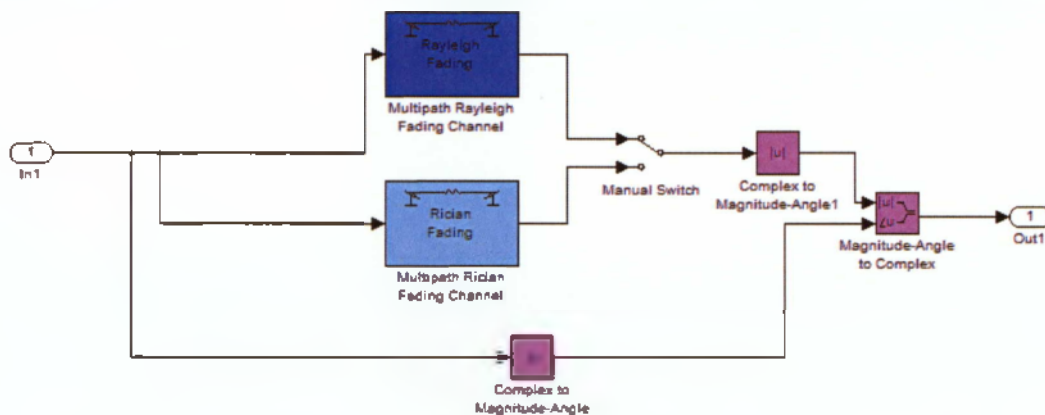 Rayleigh
Fading
Multipath Rayleigh
Fading Channel
1
In1
Rician
Fading
Multipath Rician
Fading Channel
Manual Switch
|u|
Complex to
Magnitude-Angle1
|u|
∠u
Magnitude-Angle
to Complex
1
Out1
Complex to
Magnitude-Angle